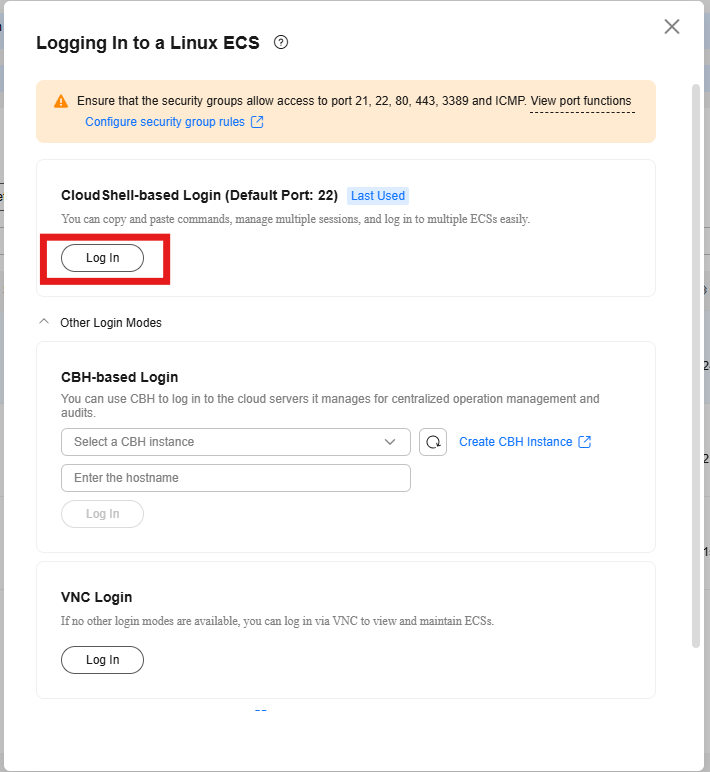 Logging In to a Linux ECS
Ensure that the security groups allow access to port 21, 22, 80, 443, 3389 and ICMP. View port functions
Configure security group rules
CloudShell-based Login (Default Port: 22) Last Used
You can copy and paste commands, manage multiple sessions, and log in to multiple ECSs easily.
Log In
Other Login Modes
CBH-based Login
You can use CBH to log in to the cloud servers it manages for centralized operation management and
audits.
Select a CBH instance
Create CBH Instance
Enter the hostname
Log In
VNC Login
If no other login modes are available, you can log in via VNC to view and maintain ECSs.
Log In